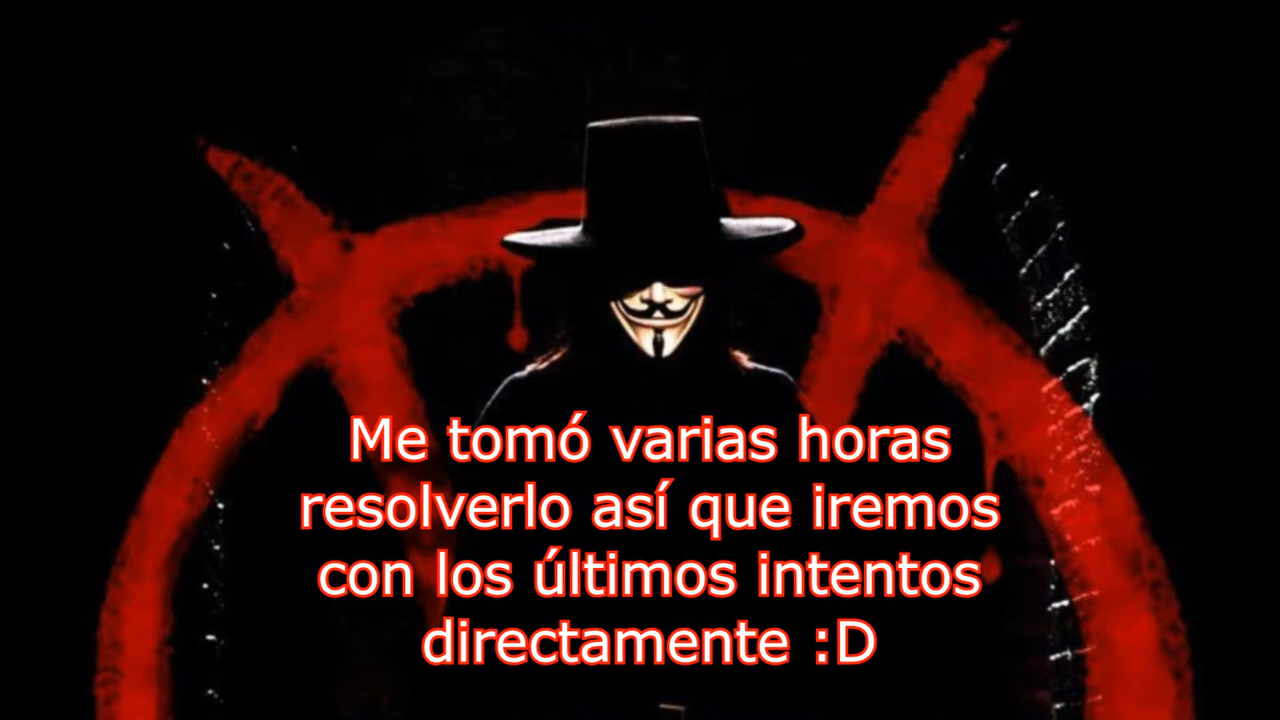 Me tomó varias horas
resolverlo así que iremos
con los últimos intentos
directamente :D